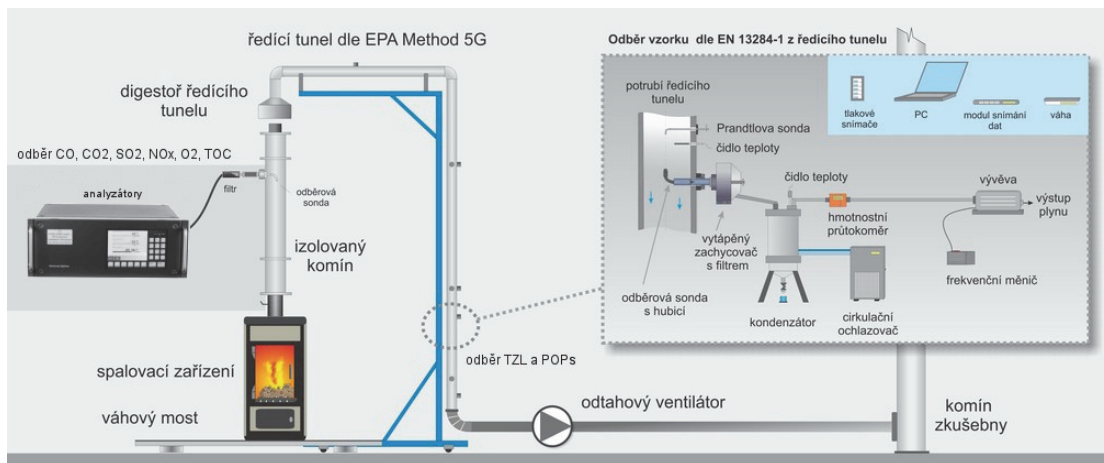 ředící tunel dle EPA Method 5G
digestoř ředícího
tunelu
odběr CO, CO2, SO2, NOx, O2, TOC
analyzátory
filtr
odběrová
sonda
izolovaný
komín
spalovací zařízení
váhový most
odběr TZL a POPs
odtahový ventilátor
komín
zkušebny
Odběr vzorku dle EN 13284-1 z ředícího tunelu
tlakové
snímače
PC
modul snímání
dat
váha
potrubí ředícího
tunelu
Prandtlova sonda
čidlo teploty
čidlo teploty
vývěva
výstup
plynu
hmotnostní
průtokoměr
vytápěný
zachycovač
s filtrem
frekvenční měnič
odběrová sonda
s hubicí
kondenzátor
cirkulační
ochlazovač